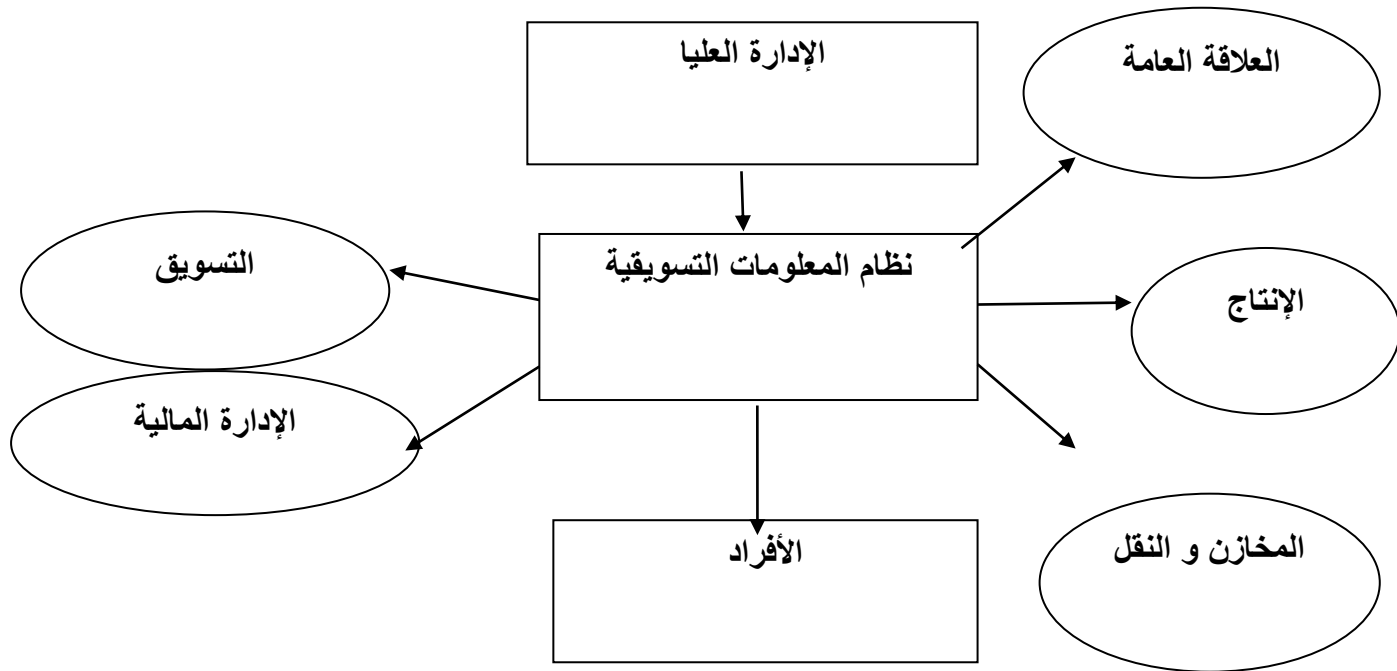 الإدارة العليا
العلاقة العامة
نظام المعلومات التسويقية
التسويق
الإنتاج
الإدارة المالية
الأفراد
المخازن و النقل